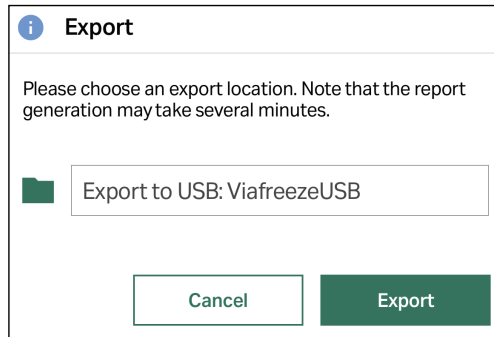 Export
Please choose an export location. Note that the report
generation may take several minutes.
Export to USB: ViafreezeUSB
Cancel Export